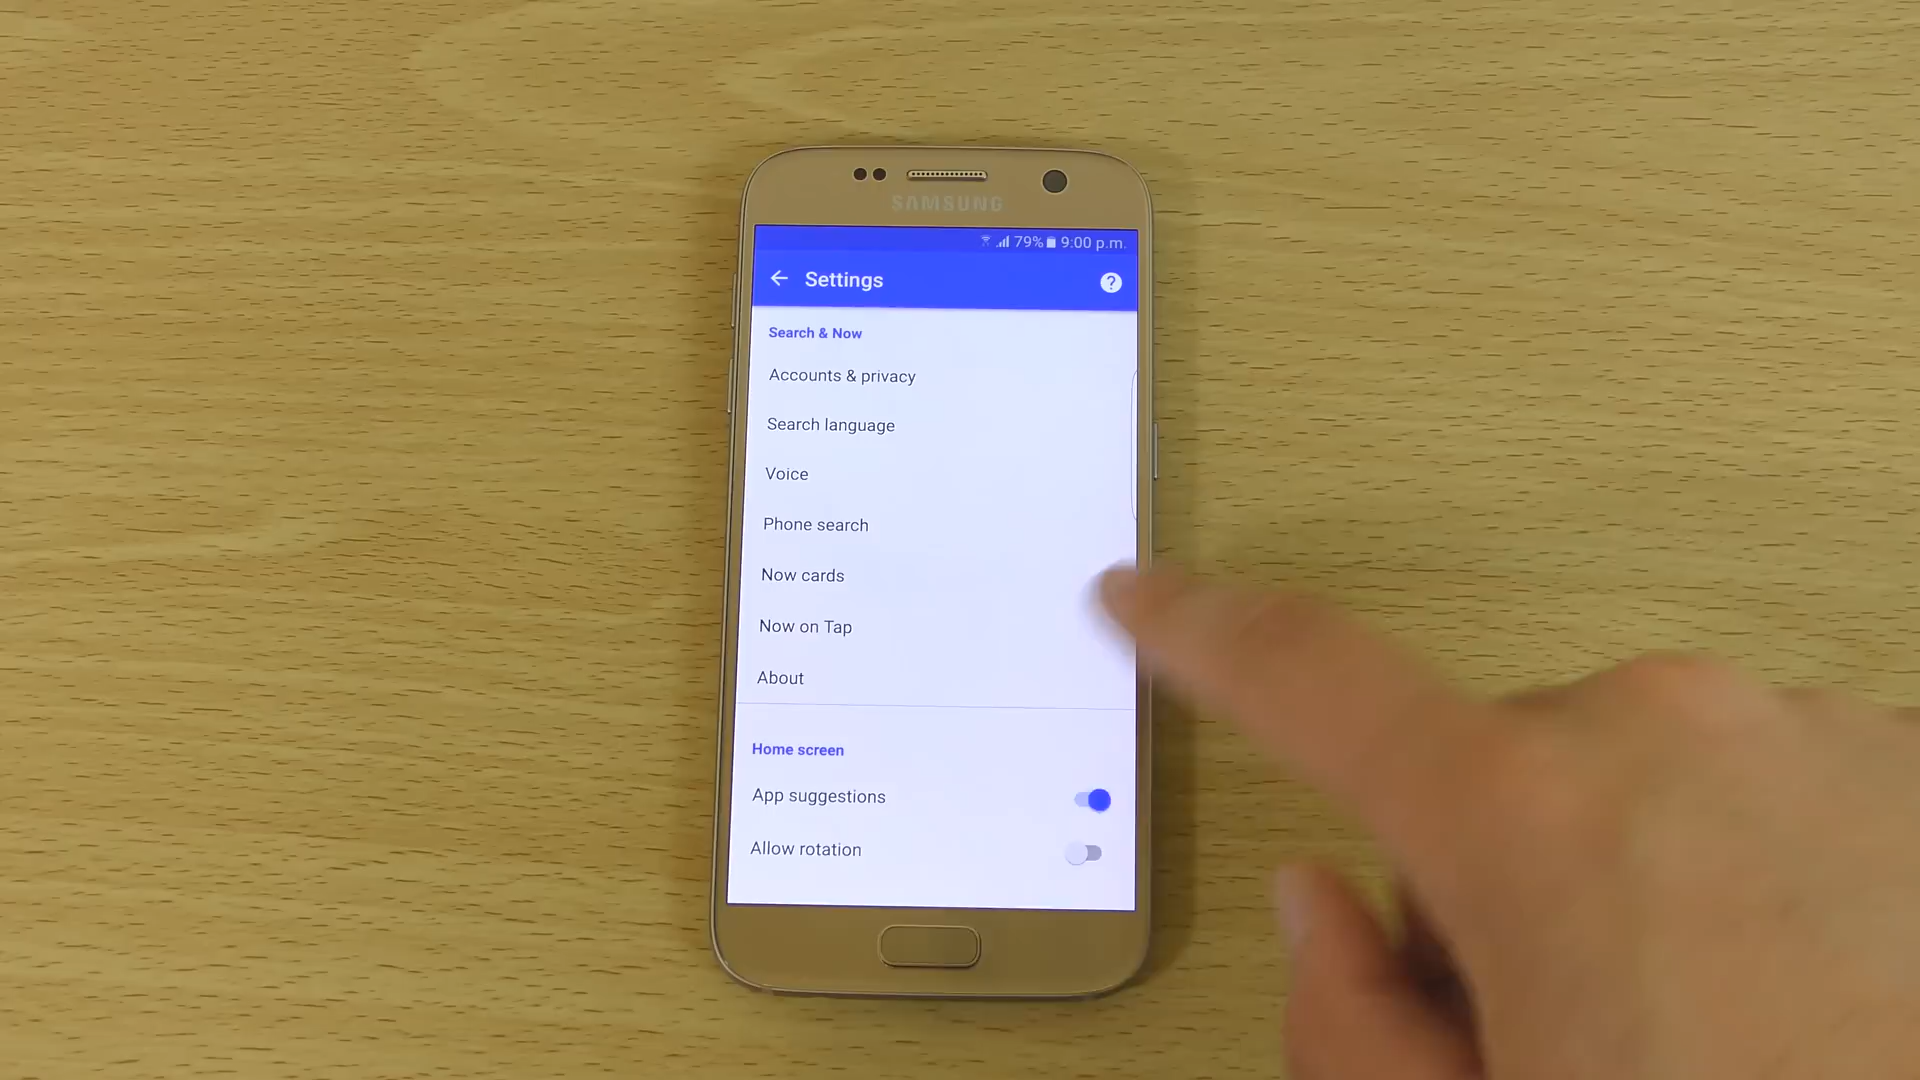 SAMSUNG
79% 9:00 p.m.
Settings
?
Search & Now
Accounts & privacy
Search language
Voice
Phone search
Now cards
Now on Tap
About
Home screen
App suggestions
Allow rotation